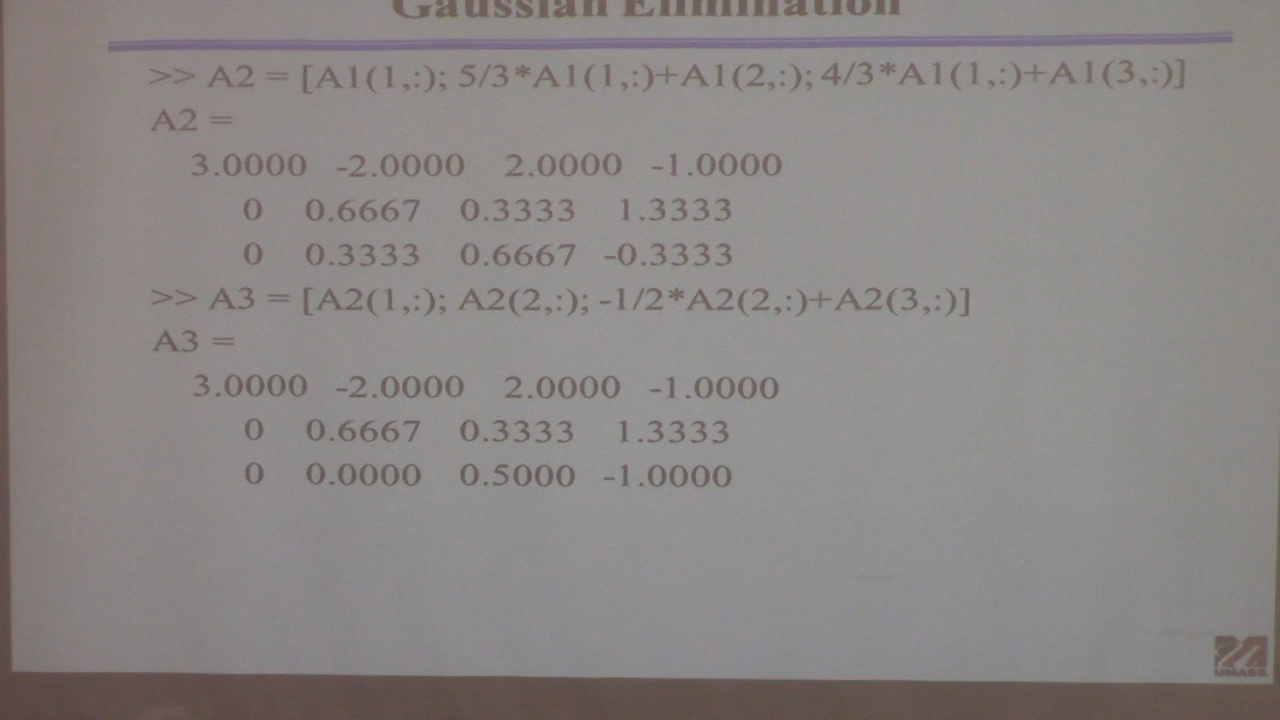 Gaussian Elimination
>> A2 = [A1(1,:); 5/3*A1(1,:)+A1(2,:); 4/3*A1(1,:)+A1(3,:)]
A2 =
3.0000 -2.0000 2.0000 -1.0000
0 0.6667 0.3333 1.3333
0 0.3333 0.6667 -0.3333
>> A3 = [A2(1,:); A2(2,:); -1/2*A2(2,:)+A2(3,:)]
A3 =
3.0000 -2.0000 2.0000 -1.0000
0 0.6667 0.3333 1.3333
0 0.0000 0.5000 -1.0000
UMASS